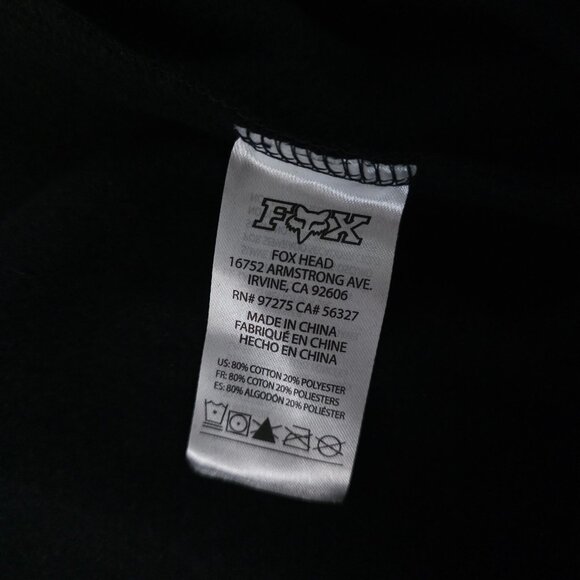 FOX
FOX HEAD
16752 ARMSTRONG AVE.
IRVINE, CA 92606
RN# 97275 CA# 56327
MADE IN CHINA
FABRIQUÉ EN CHINE
HECHO EN CHINA
US: 80% COTTON 20% POLYESTER
FR: 80% COTON 20% POLIESTERS
ES: 80% ALGODÓN 20% POLIÉSTER